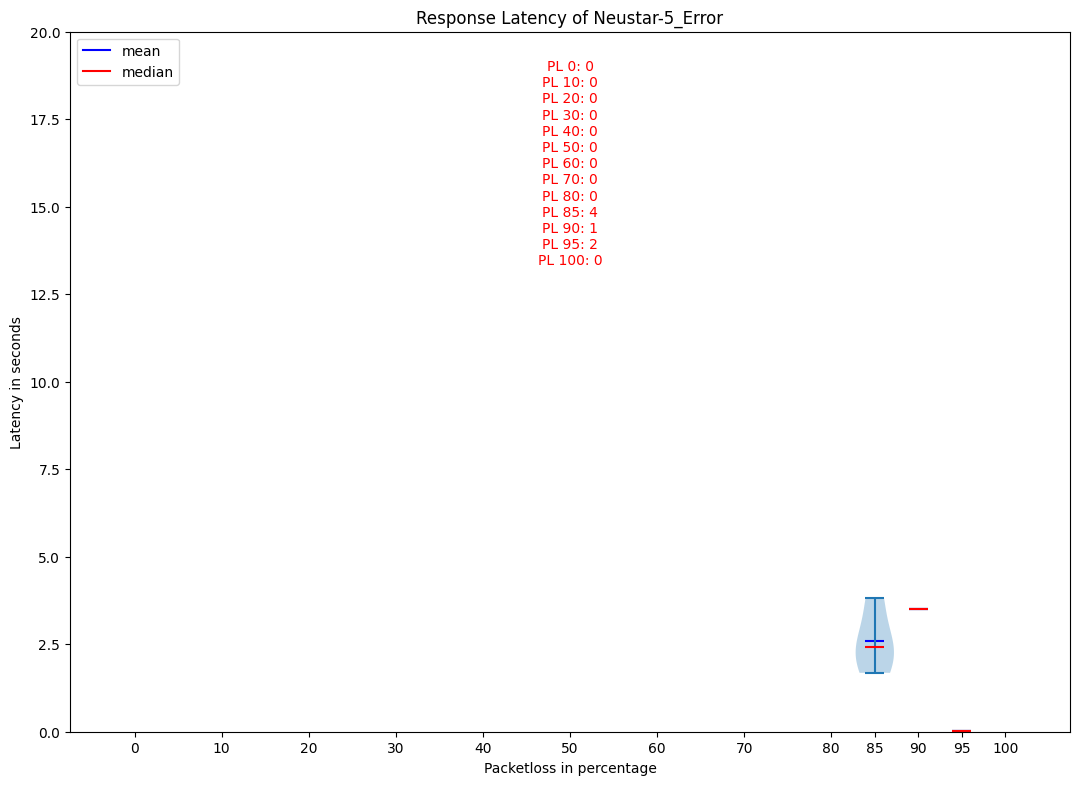 Response Latency of Neustar-5_Error
mean
median
PL 0: 0
PL 10: 0
PL 20: 0
PL 30: 0
PL 40: 0
PL 50: 0
PL 60: 0
PL 70: 0
PL 80: 0
PL 85: 4
PL 90: 1
PL 95: 2
PL 100: 0
Latency in seconds
20.0
17.5
15.0
12.5
10.0
7.5
5.0
2.5
0.0
0 10 20 30 40 50 60 70 80 85 90 95 100
Packetloss in percentage